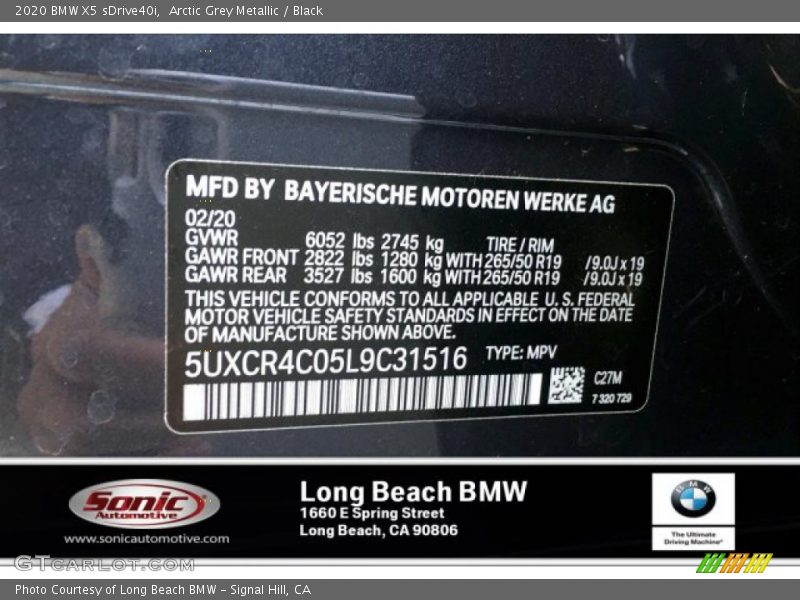 2020 BMW X5 sDrive40i,  Arctic Grey Metallic / Black
MFD BY BAYERISCHE MOTOREN WERKE AG
02/20
GVWR 6052 lbs 2745 kg TIRE / RIM
GAWR FRONT 2822 lbs 1280 kg WITH 265/50 R19 /9.0J x 19
GAWR REAR 3527 lbs 1600 kg WITH 265/50 R19 /9.0J x 19
THIS VEHICLE CONFORMS TO ALL APPLICABLE U. S. FEDERAL
MOTOR VEHICLE SAFETY STANDARDS IN EFFECT ON THE DATE
OF MANUFACTURE SHOWN ABOVE.
5UXCR4C05L9C31516 TYPE: MPV
C27M
7 320 729
Sonic
Automotive
www.sonicautomotive.com
Long Beach BMW
1660 E Spring Street
Long Beach, CA 90806
BMW
The Ultimate
Driving Machine®
GTCARLOT.COM
Photo Courtesy of Long Beach BMW - Signal Hill, CA